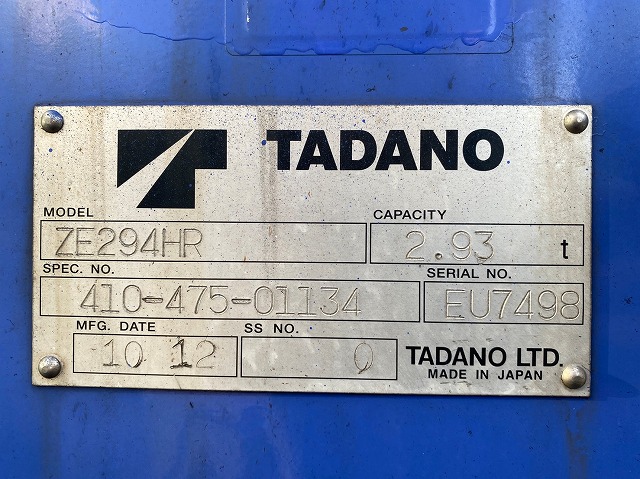 TADANO
MODEL CAPACITY
ZE294HR 2.93 t
SPEC. NO. SERIAL NO.
410-475-01134 EU7498
MFG. DATE SS NO.
10 12 0 TADANO LTD.
MADE IN JAPAN